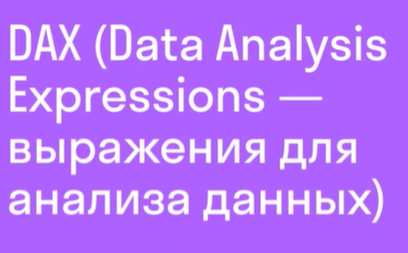 DAX (Data Analysis
Expressions —
выражения для
анализа данных)